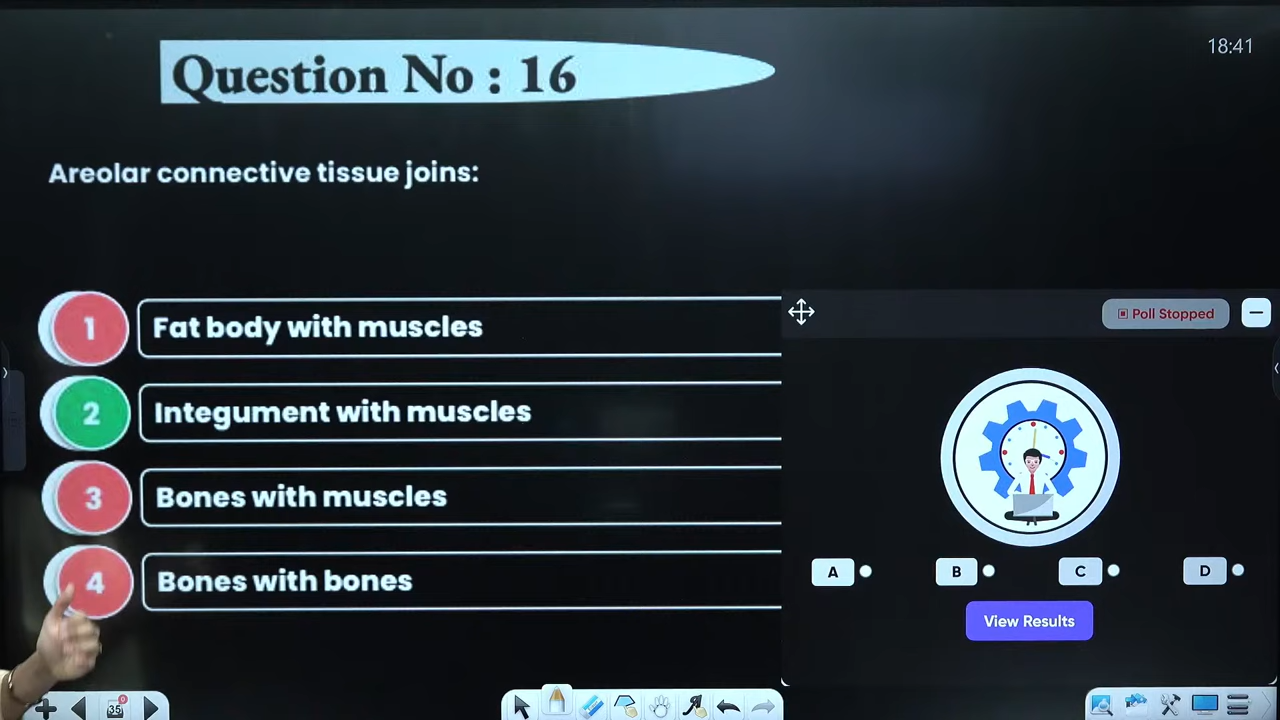 Question No : 16
18:41
Areolar connective tissue joins:
1 Fat body with muscles
2 Integument with muscles
3 Bones with muscles
4 Bones with bones
Poll Stopped
A B C D
View Results
35